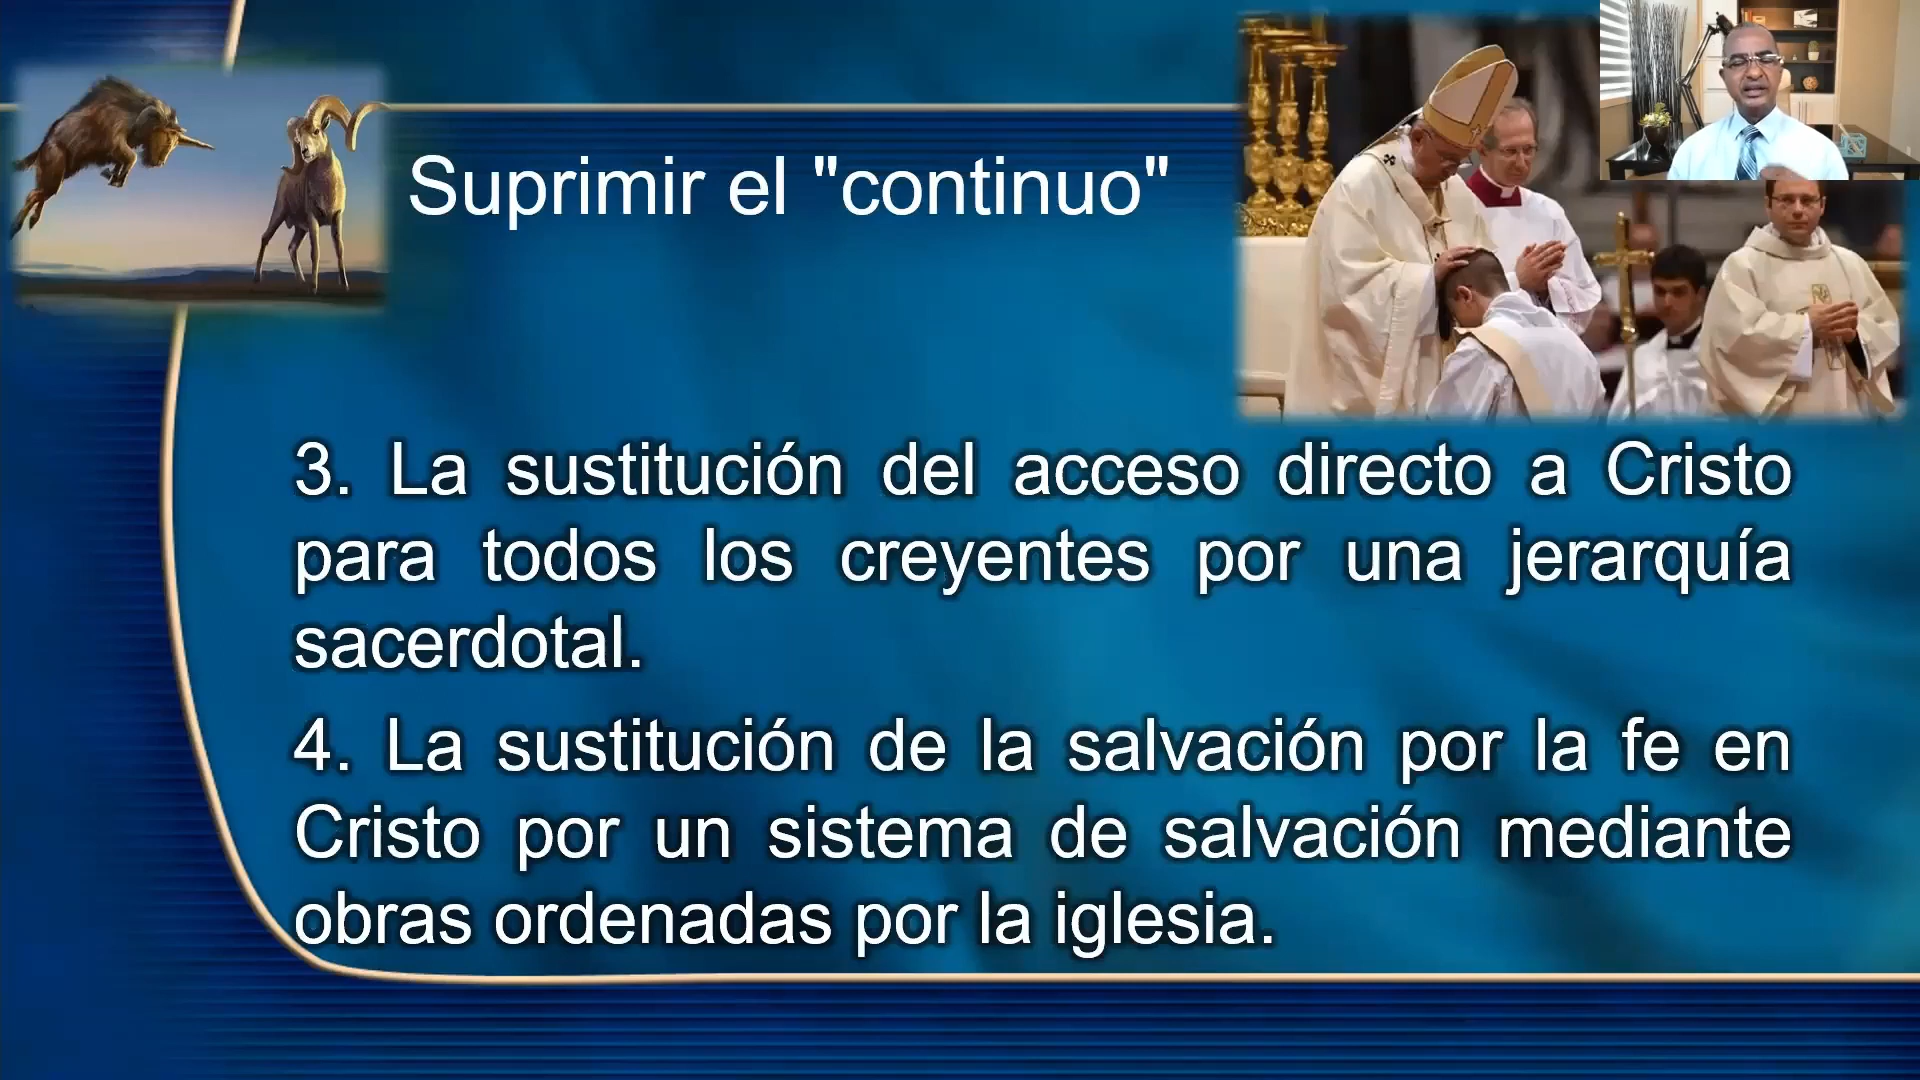 Suprimir el "continuo"
3. La sustitución del acceso directo a Cristo
para todos los creyentes por una jerarquía
sacerdotal.
4. La sustitución de la salvación por la fe en
Cristo por un sistema de salvación mediante
obras ordenadas por la iglesia.